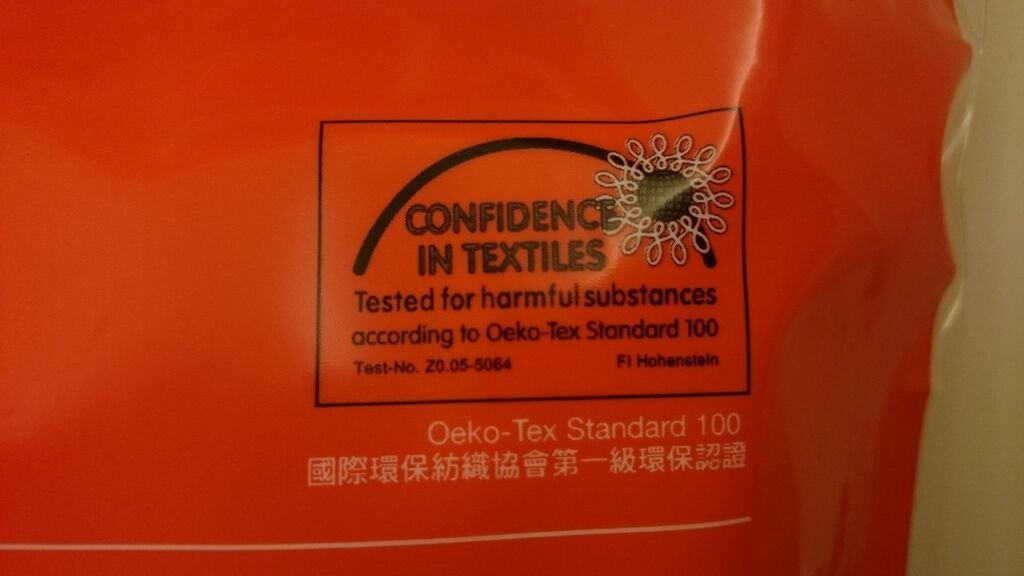 CONFIDENCE
IN TEXTILES
Tested for harmful substances
according to Oeko-Tex Standard 100
Test-No. Z0.05-5064 FI Hohenstein
Oeko-Tex Standard 100
國際環保紡織協會第一級環保認證